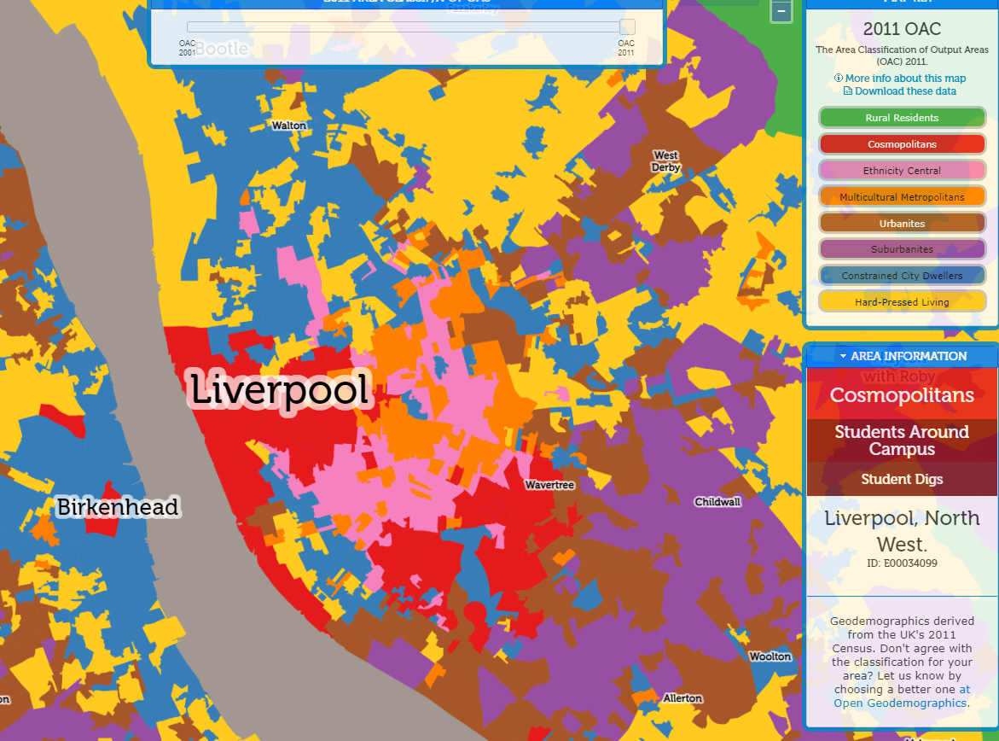 Fazakerley
OAC
2001
OAC
2011
Bootle
−
2011 OAC
The Area Classification of Output Areas
(OAC) 2011.
More info about this map
Download these data
Rural Residents
Cosmopolitans
Ethnicity Central
Multicultural Metropolitans
Urbanites
Suburbanites
Constrained City Dwellers
Hard-Pressed Living
AREA INFORMATION
with Roby
Cosmopolitans
Students Around
Campus
Student Digs
Liverpool, North
West.
ID: E00034099
Geodemographics derived
from the UK's 2011
Census. Don't agree with
the classification for your
area? Let us know by
choosing a better one at
Open Geodemographics.
Walton
West
Derby
Liverpool
Birkenhead
Wavertree
Childwall
Woolton
Allerton